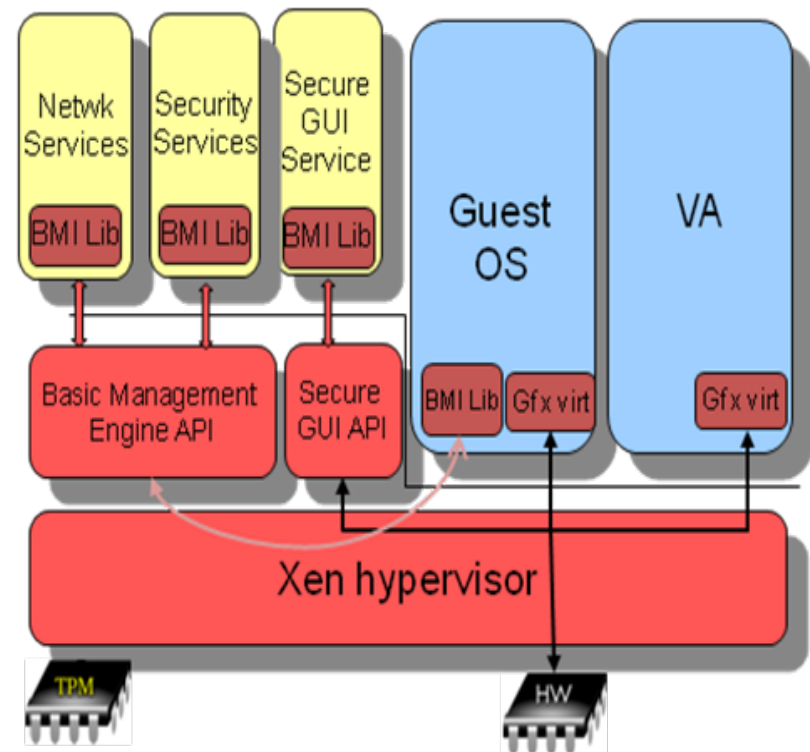 Netwk
Services
BMI Lib
Security
Services
BMI Lib
Secure
GUI
Service
BMI Lib
Guest
OS
BMI Lib
Gfx virt
VA
Gfx virt
Basic Management
Engine API
Secure
GUI API
Xen hypervisor
TPM
HW